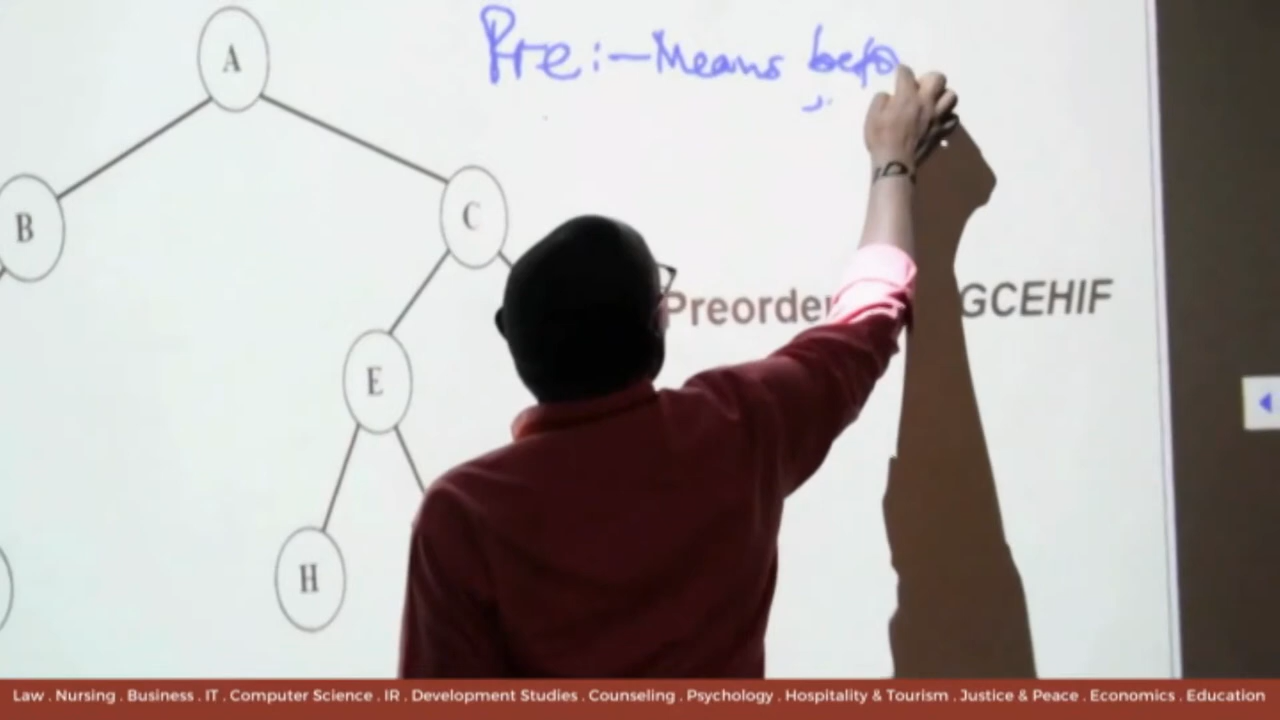 A
Pre:- Means befo
B
C
Preorder GCEHIF
E
H
Law . Nursing . Business . IT . Computer Science . IR . Development Studies . Counseling . Psychology . Hospitality & Tourism . Justice & Peace . Economics . Education